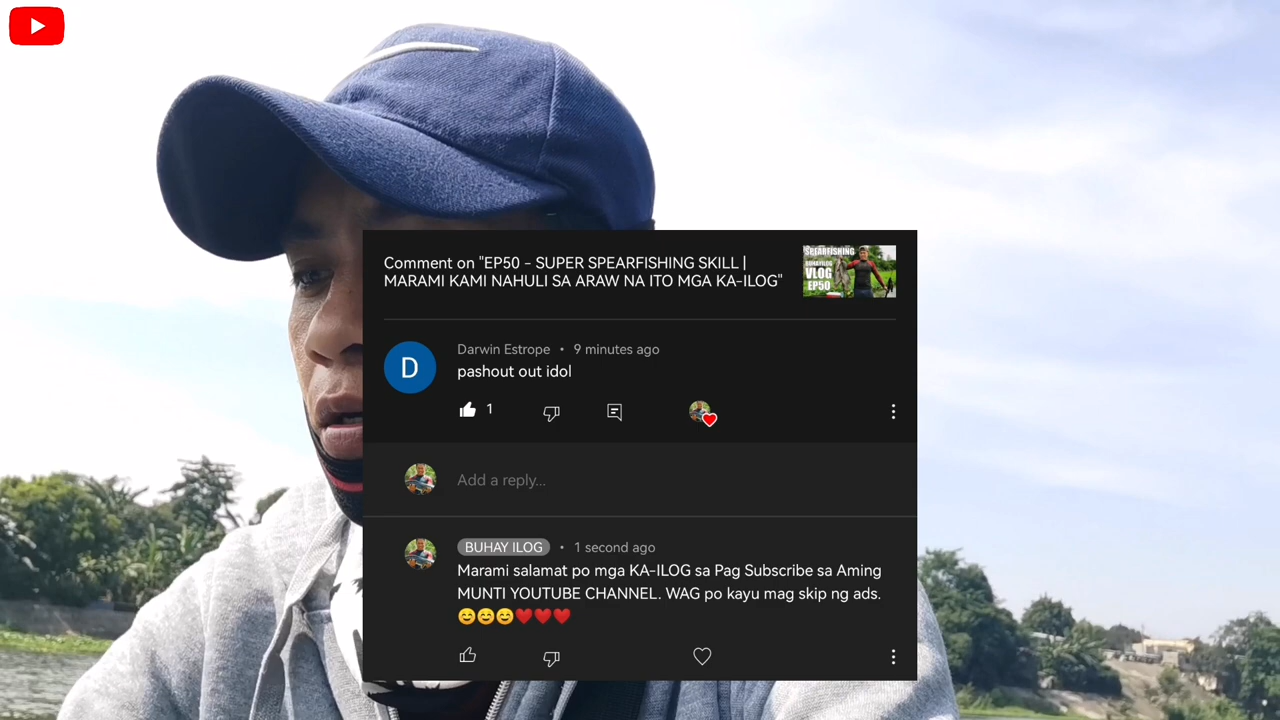 Comment on "EP50 - SUPER SPEARFISHING SKILL |
MARAMI KAMI NAHULI SA ARAW NA ITO MGA KA-ILOG"
SPEARFISHING
BUHAYILOG
VLOG
EP50
D
Darwin Estrope • 9 minutes ago
pashout out idol
1
Add a reply...
BUHAY ILOG • 1 second ago
Marami salamat po mga KA-ILOG sa Pag Subscribe sa Aming
MUNTI YOUTUBE CHANNEL. WAG po kayu mag skip ng ads.
😊😊😊❤️❤️❤️